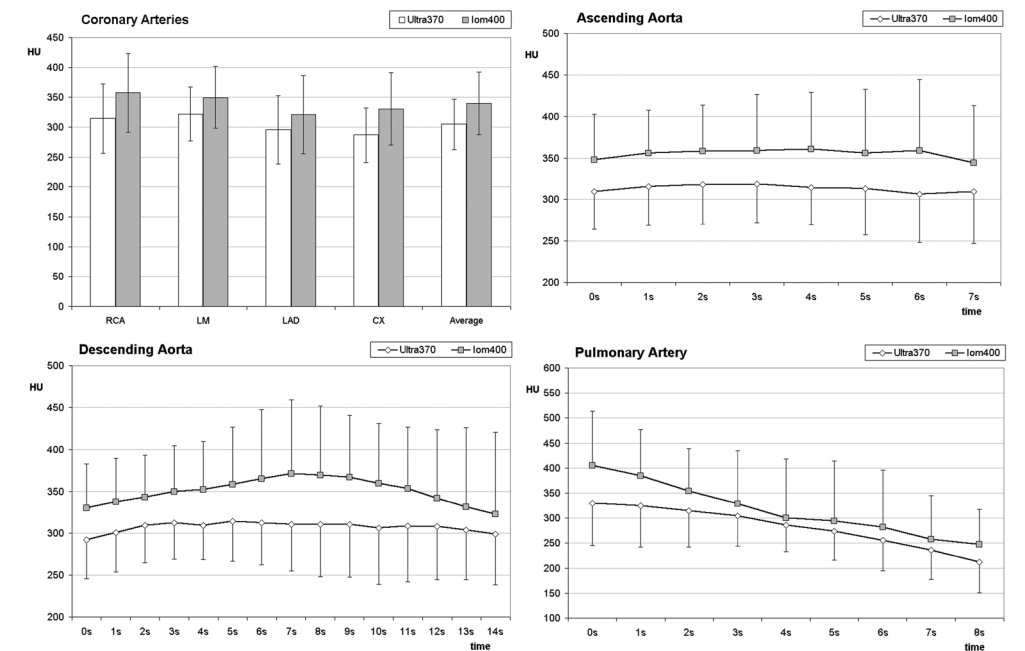 Coronary Arteries
Ultra370 Iom400
HU
450
400
350
300
250
200
150
100
50
0
RCA LM LAD CX Average
Ascending Aorta
Ultra370 Iom400
HU
500
450
400
350
300
250
200
0s 1s 2s 3s 4s 5s 6s 7s
time
Descending Aorta
Ultra370 Iom400
HU
500
450
400
350
300
250
200
0s 1s 2s 3s 4s 5s 6s 7s 8s 9s 10s 11s 12s 13s 14s
time
Pulmonary Artery
Ultra370 Iom400
HU
600
550
500
450
400
350
300
250
200
150
100
0s 1s 2s 3s 4s 5s 6s 7s 8s
time